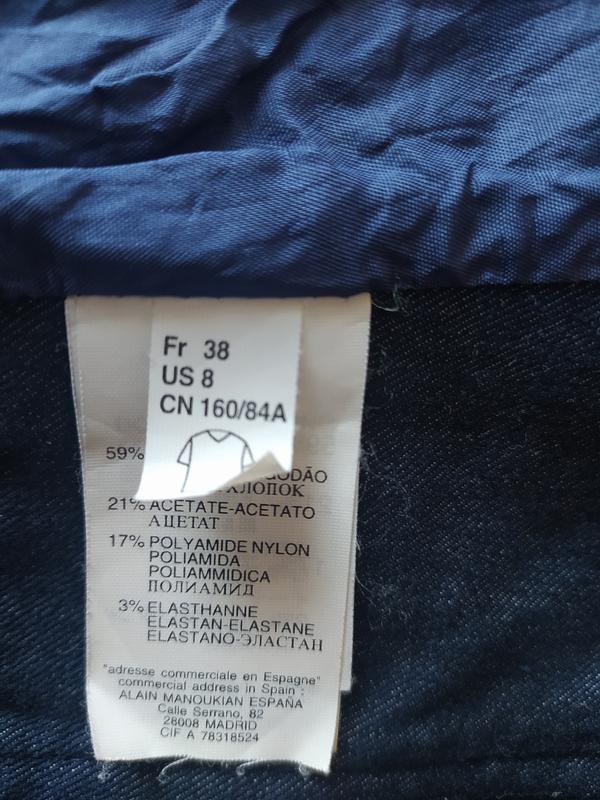 Fr 38
US 8
CN 160/84A
59%
GODÃO
ХЛОПОК
21% ACETATE-ACETATO
АЦЕТАТ
17% POLYAMIDE NYLON
POLIAMIDA
POLIAMMIDICA
ПОЛИАМИД
3% ELASTHANNE
ELASTAN-ELASTANE
ELASTANO-ЭЛАСТАН
"adresse commerciale en Espagne"
commercial address in Spain :
ALAIN MANOUKIAN ESPAÑA
Calle Serrano, 82
28008 MADRID
CIF A 78318524